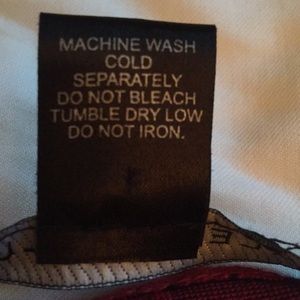 MACHINE WASH
COLD
SEPARATELY
DO NOT BLEACH
TUMBLE DRY LOW
DO NOT IRON.